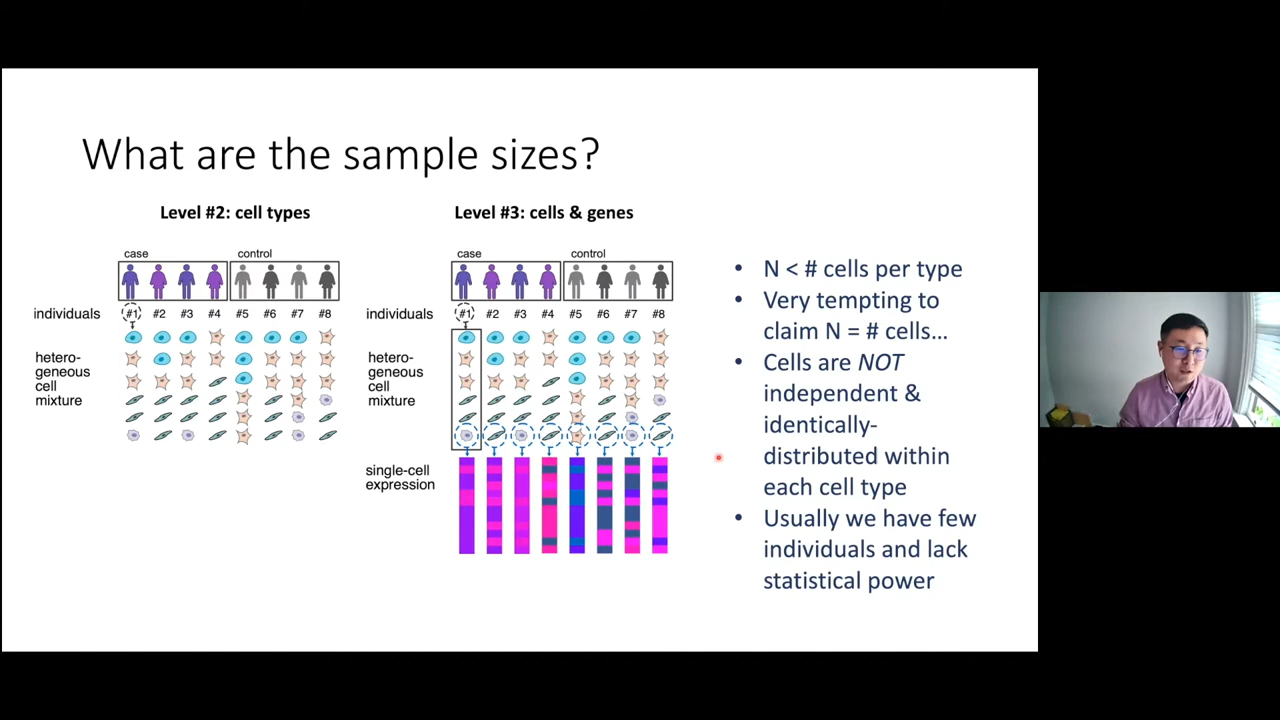 What are the sample sizes?
Level #2: cell types
case control
individuals #1 #2 #3 #4 #5 #6 #7 #8
hetero-
geneous
cell
mixture
Level #3: cells & genes
case control
individuals #1 #2 #3 #4 #5 #6 #7 #8
hetero-
geneous
cell
mixture
single-cell
expression
• N < # cells per type
• Very tempting to
claim N = # cells…
• Cells are NOT
independent &
identically-
distributed within
each cell type
• Usually we have few
individuals and lack
statistical power